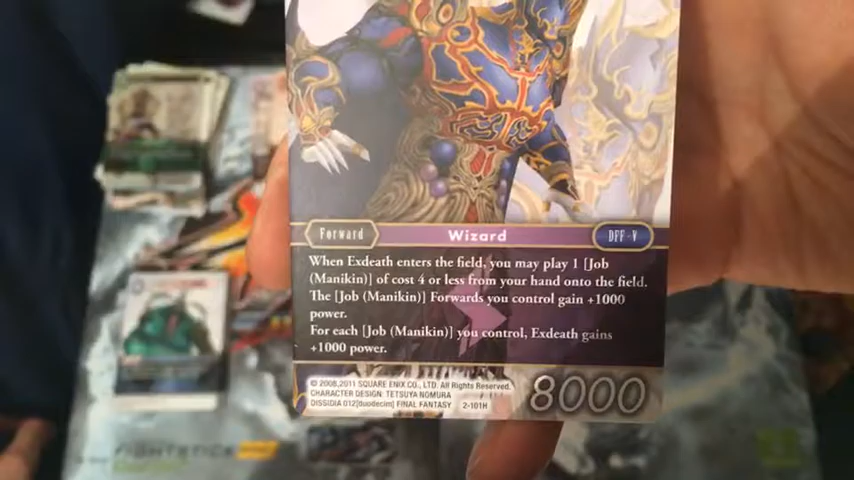 Forward
Wizard
DFF-V
When Exdeath enters the field, you may play 1 [Job
(Manikin)] of cost 4 or less from your hand onto the field.
The [Job (Manikin)] Forwards you control gain +1000
power.
For each [Job (Manikin)] you control, Exdeath gains
+1000 power.
© 2008,2011 SQUARE ENIX CO., LTD. All Rights Reserved.
CHARACTER DESIGN: TETSUYA NOMURA
DISSIDIA 012[duodecim] FINAL FANTASY 2-101H
8000
FIGHTSTICK